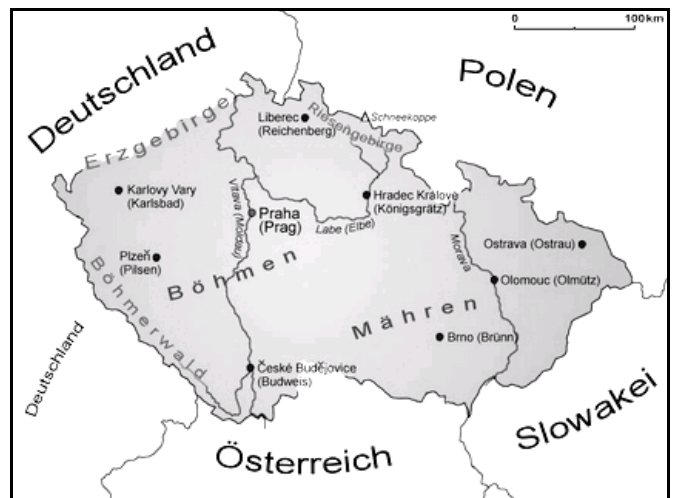 0 100km
Deutschland
Polen
Erzgebirge
Liberec
(Reichenberg)
Riesengebirge
Schneekoppe
Karlovy Vary
(Karlsbad)
Vltava (Moldau)
Praha
(Prag)
Hradec Králové
(Königsgrätz)
Labe (Elbe)
Morava
Ostrava (Ostrau)
Plzeň
(Pilsen)
Böhmen
Olomouc (Olmütz)
Böhmerwald
Mähren
Brno (Brünn)
Deutschland
České Budějovice
(Budweis)
Slowakei
Österreich